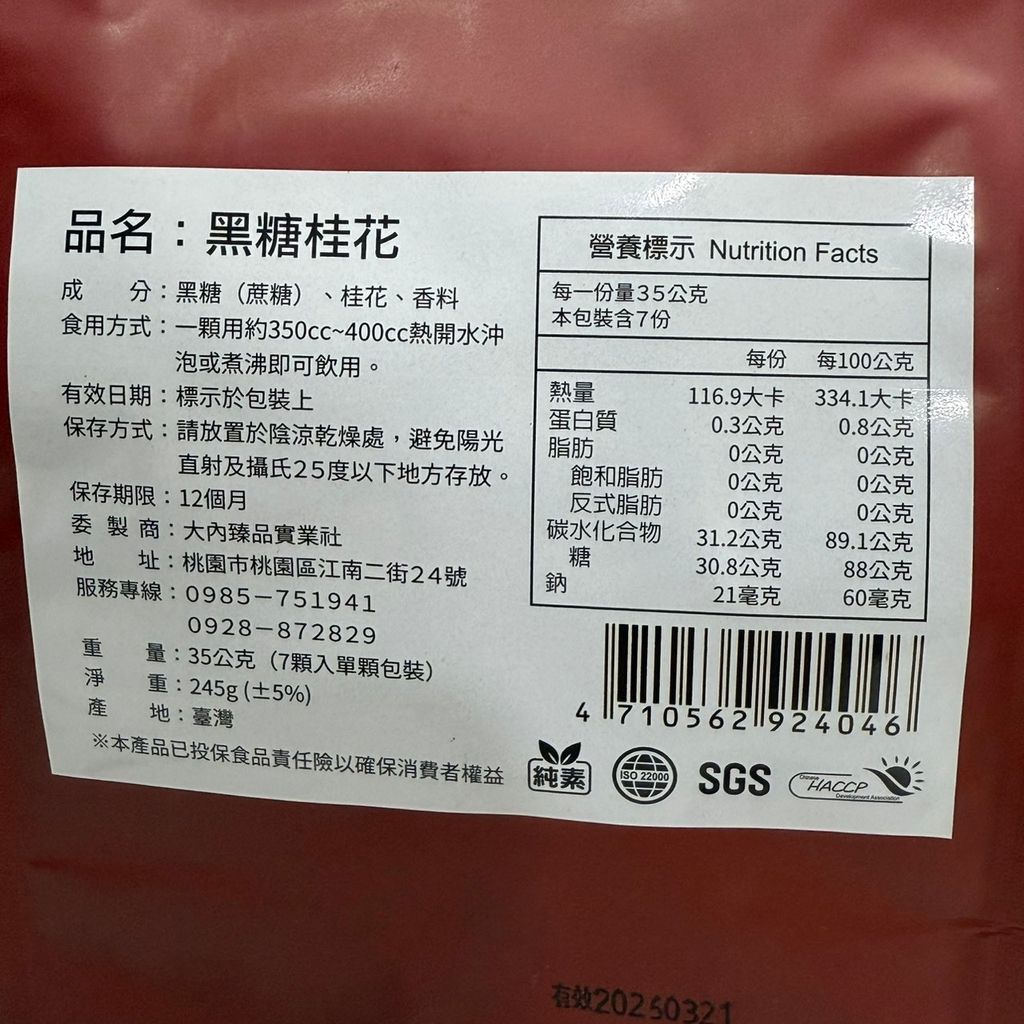 品名：黑糖桂花
成　　分：黑糖（蔗糖）、桂花、香料
食用方式：一顆用約350cc~400cc熱開水沖
泡或煮沸即可飲用。
有效日期：標示於包裝上
保存方式：請放置於陰涼乾燥處，避免陽光
直射及攝氏25度以下地方存放。
保存期限：12個月
委 製 商：大內臻品實業社
地　　址：桃園市桃園區江南二街24號
服務專線：0985－751941
0928－872829
重　　量：35公克（7顆入單顆包裝）
淨　　重：245g (±5%)
產　　地：臺灣
※本產品已投保食品責任險以確保消費者權益
營養標示 Nutrition Facts
每一份量35公克
本包裝含7份
每份 每100公克
熱量 116.9大卡 334.1大卡
蛋白質 0.3公克 0.8公克
脂肪 0公克 0公克
飽和脂肪 0公克 0公克
反式脂肪 0公克 0公克
碳水化合物 31.2公克 89.1公克
糖 30.8公克 88公克
鈉 21毫克 60毫克
4 710562 924046
純素
ISO 22000
SGS
Chinese
HACCP
Development Association
有效20260321